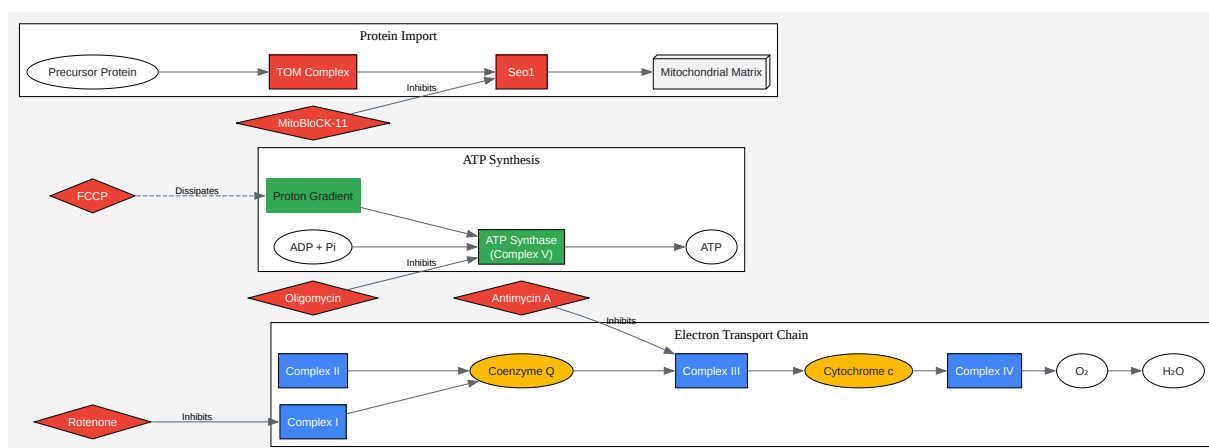 Protein Import
Precursor Protein
TOM Complex
Seo1
Mitochondrial Matrix
Inhibits
MitoBloCK-11
ATP Synthesis
FCCP
Dissipates
Proton Gradient
ADP + Pi
ATP Synthase
(Complex V)
ATP
Inhibits
Oligomycin
Antimycin A
Inhibits
Electron Transport Chain
Complex II
Coenzyme Q
Complex III
Cytochrome c
Complex IV
O₂
H₂O
Rotenone
Inhibits
Complex I